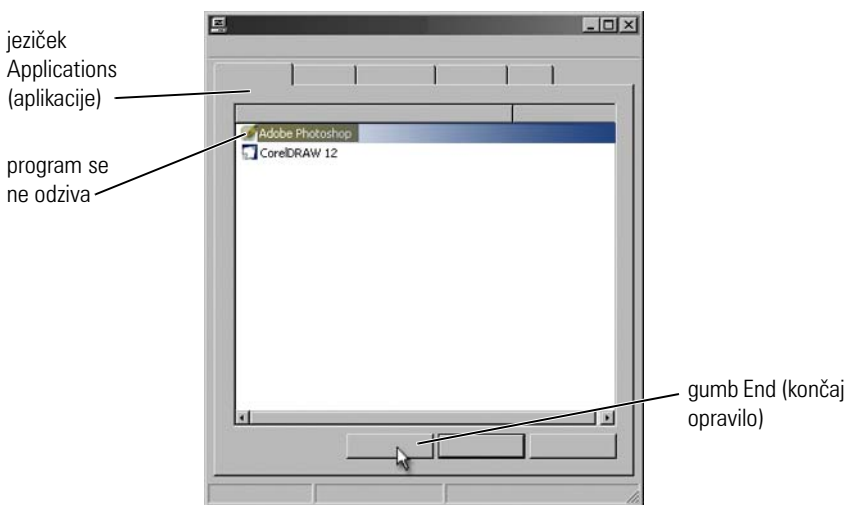 jeziček
Applications
(aplikacije)
Adobe Photoshop
CorelDRAW 12
program se
ne odziva
gumb End (končaj
opravilo)